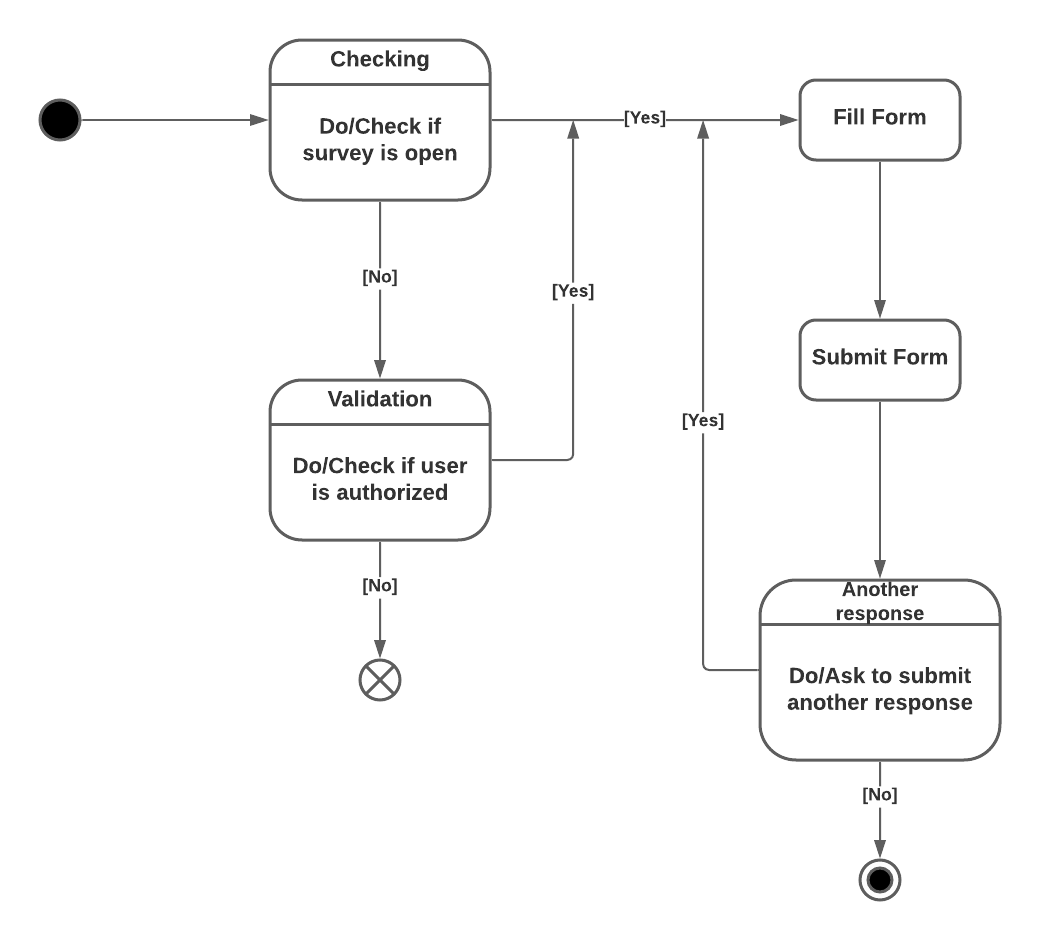 Checking
Do/Check if
survey is open
[Yes]
Fill Form
[No]
[Yes]
Validation
Do/Check if user
is authorized
[No]
[Yes]
Submit Form
Another
response
Do/Ask to submit
another response
[No]